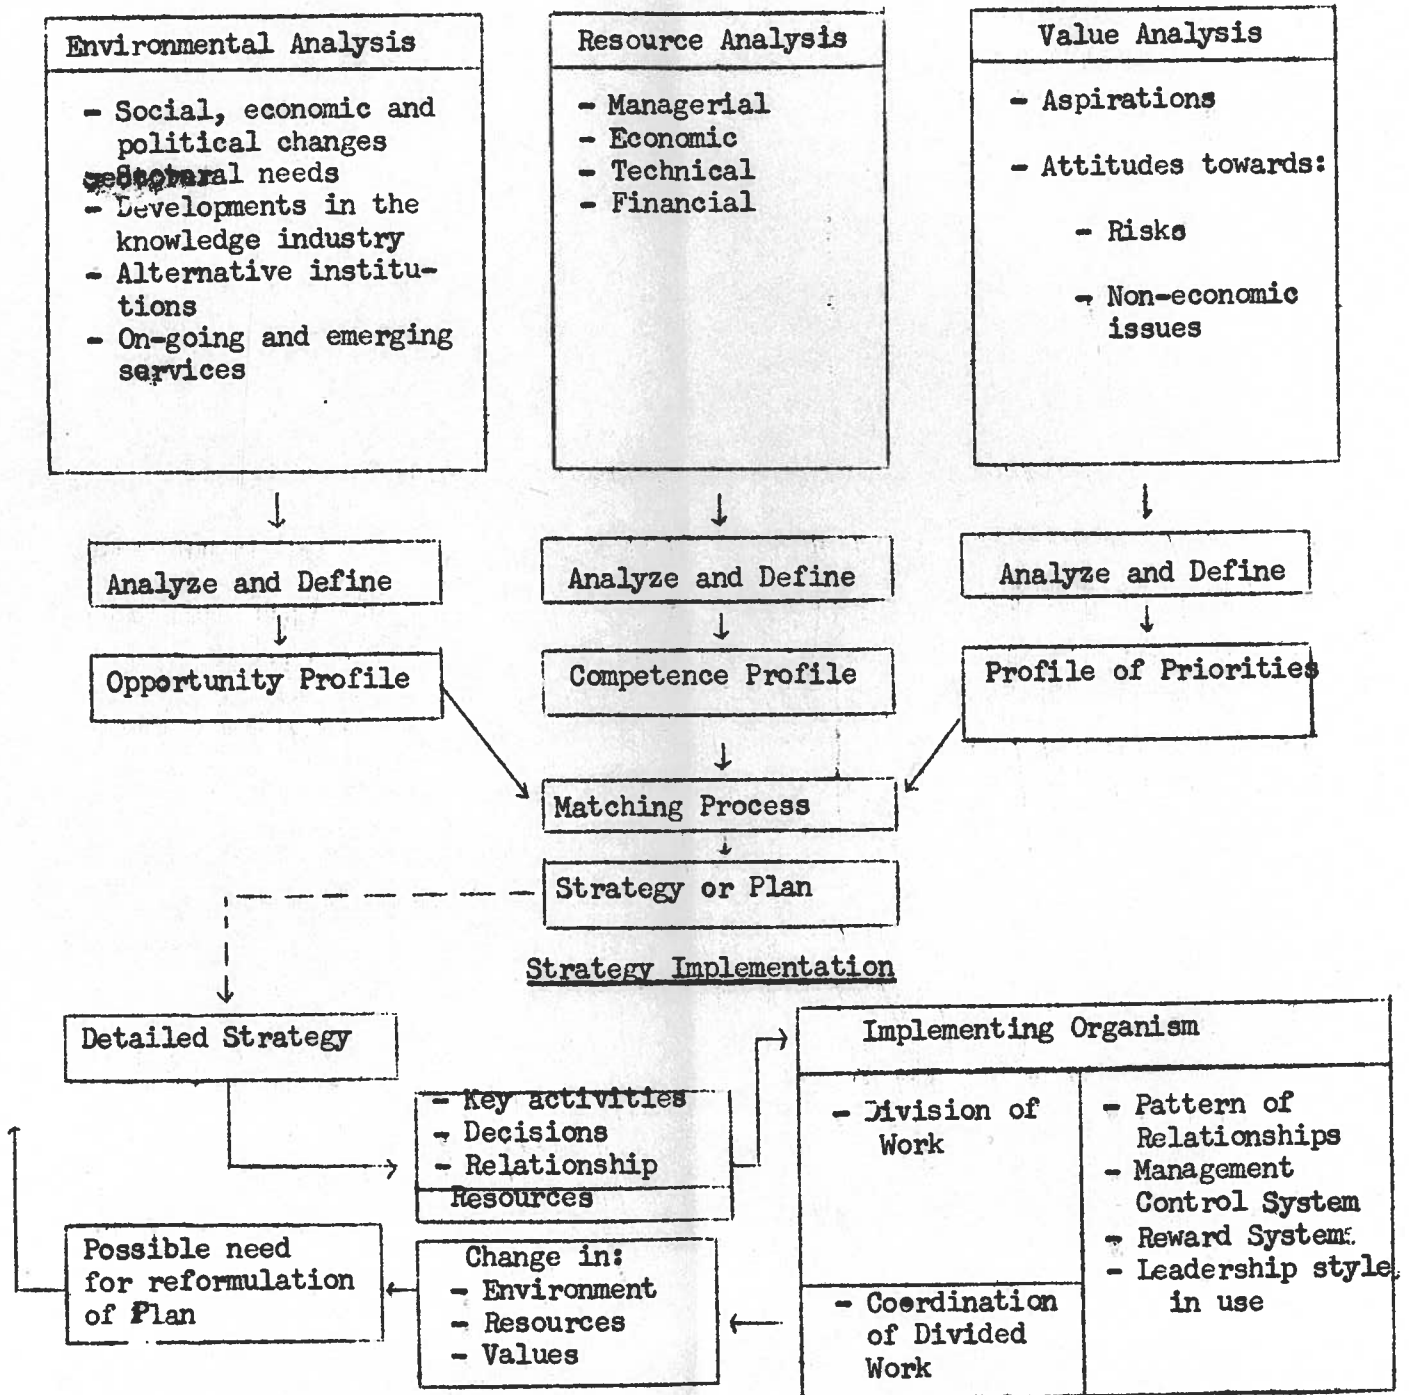 Environmental Analysis
- Social, economic and
political changes
needs
- Developments in the
knowledge industry
- Alternative institu-
tions
- On-going and emerging
services
Resource Analysis
- Managerial
- Economic
- Technical
- Financial
Value Analysis
- Aspirations
- Attitudes towards:
- Risks
- Non-economic
issues
Analyze and Define
Analyze and Define
Analyze and Define
Opportunity Profile
Competence Profile
Profile of Priorities
Matching Process
Strategy or Plan
Strategy Implementation
Detailed Strategy
- Key activities
- Decisions
- Relationship
Resources
Implementing Organism
- Division of
Work
- Coordination
of Divided
Work
- Pattern of
Relationships
- Management
Control System
- Reward Systems
- Leadership style
in use
Change in:
- Environment
- Resources
- Values
Possible need
for reformulation
of Plan